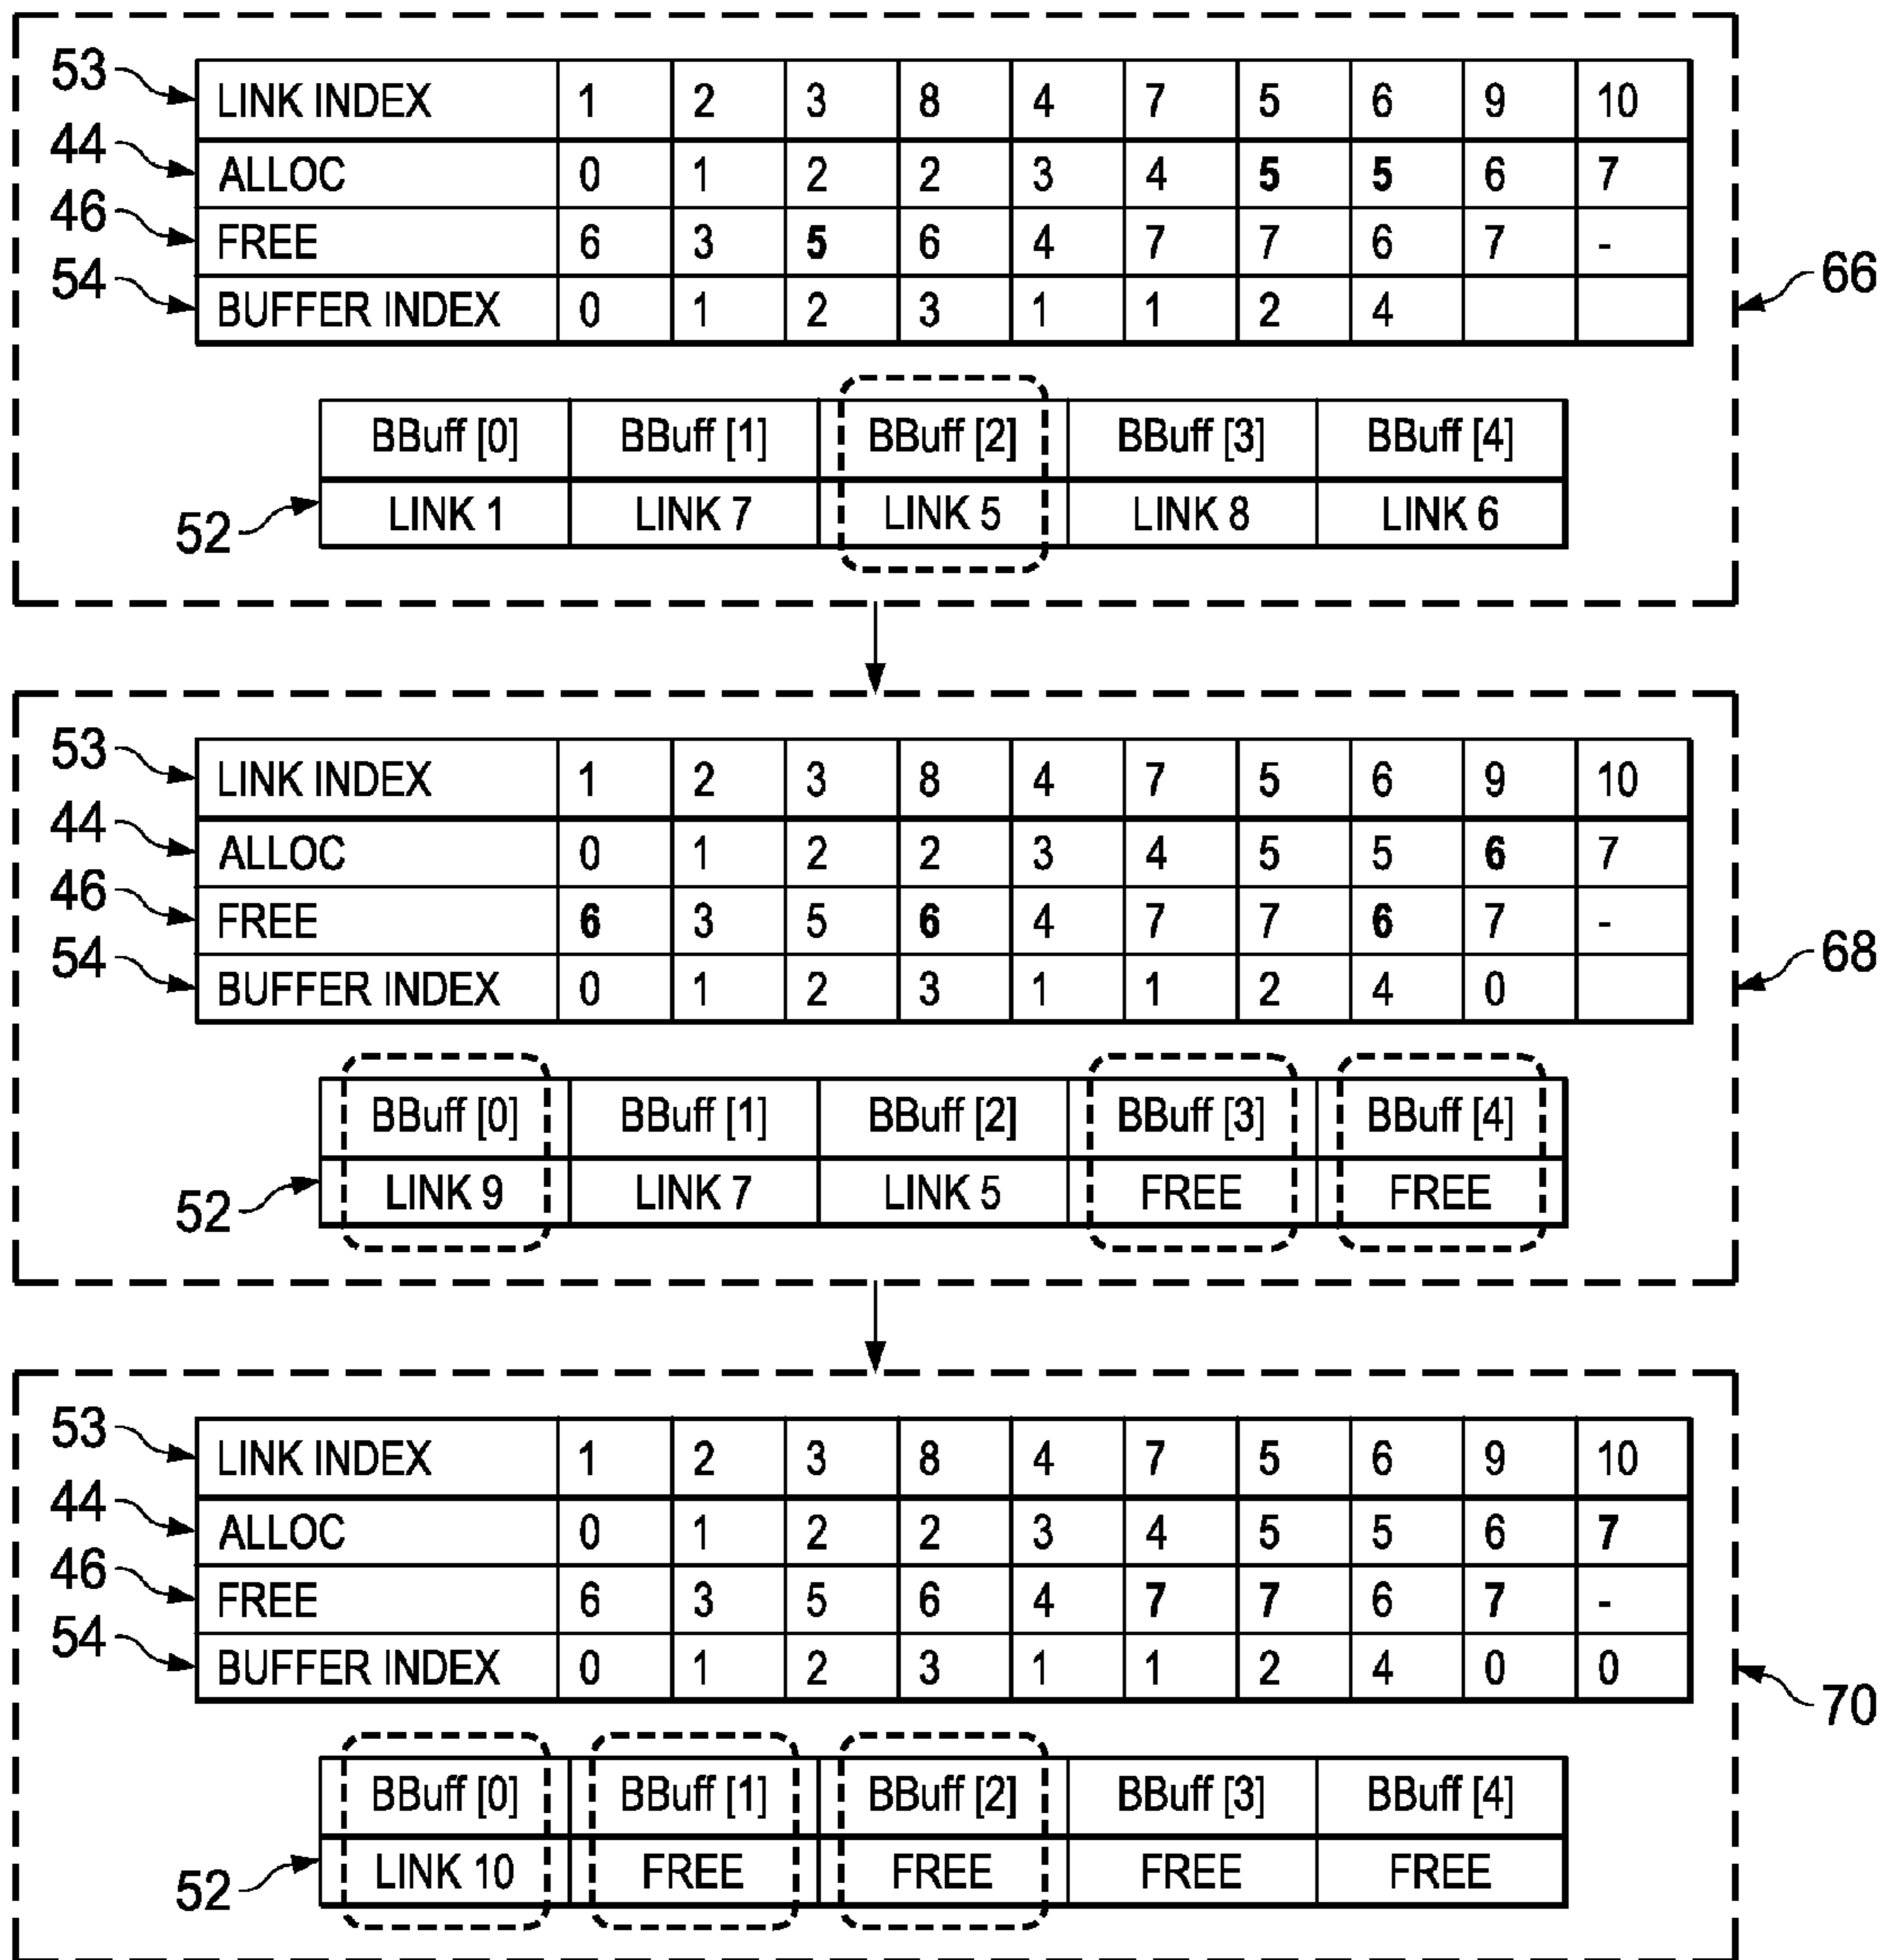 53 LINK INDEX 1 2 3 8 4 7 5 6 9 10
44 ALLOC 0 1 2 2 3 4 5 5 6 7
46 FREE 6 3 5 6 4 7 7 6 7 -
54 BUFFER INDEX 0 1 2 3 1 1 2 4
66
BBuff [0] BBuff [1] BBuff [2] BBuff [3] BBuff [4]
52 LINK 1 LINK 7 LINK 5 LINK 8 LINK 6
53 LINK INDEX 1 2 3 8 4 7 5 6 9 10
44 ALLOC 0 1 2 2 3 4 5 5 6 7
46 FREE 6 3 5 6 4 7 7 6 7 -
54 BUFFER INDEX 0 1 2 3 1 1 2 4 0
68
BBuff [0] BBuff [1] BBuff [2] BBuff [3] BBuff [4]
52 LINK 9 LINK 7 LINK 5 FREE FREE
53 LINK INDEX 1 2 3 8 4 7 5 6 9 10
44 ALLOC 0 1 2 2 3 4 5 5 6 7
46 FREE 6 3 5 6 4 7 7 6 7 -
54 BUFFER INDEX 0 1 2 3 1 1 2 4 0 0
70
BBuff [0] BBuff [1] BBuff [2] BBuff [3] BBuff [4]
52 LINK 10 FREE FREE FREE FREE